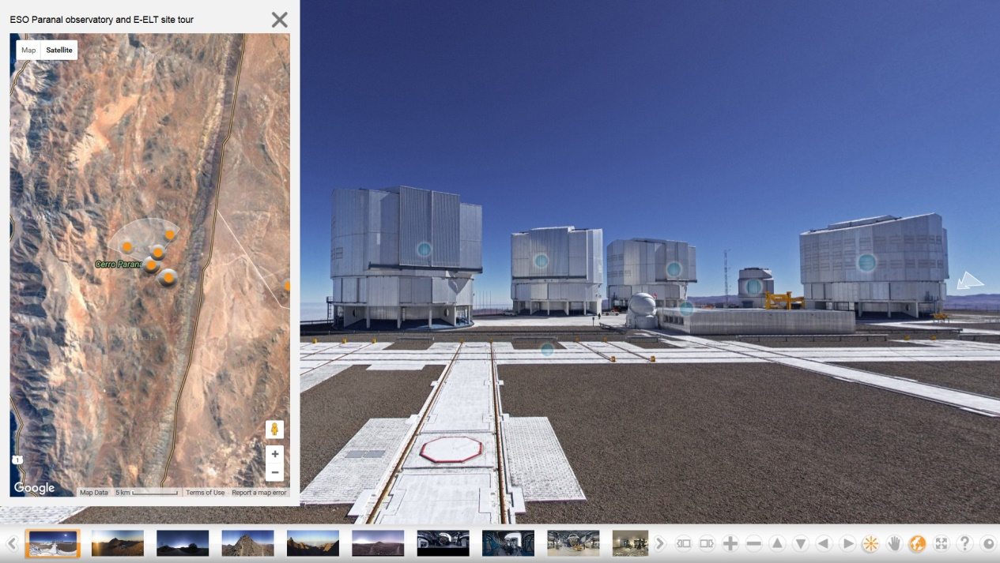 ESO Paranal observatory and E-ELT site tour
Map Satellite
Cerro Parana
1
Google
Map Data 5 km Terms of Use Report a map error